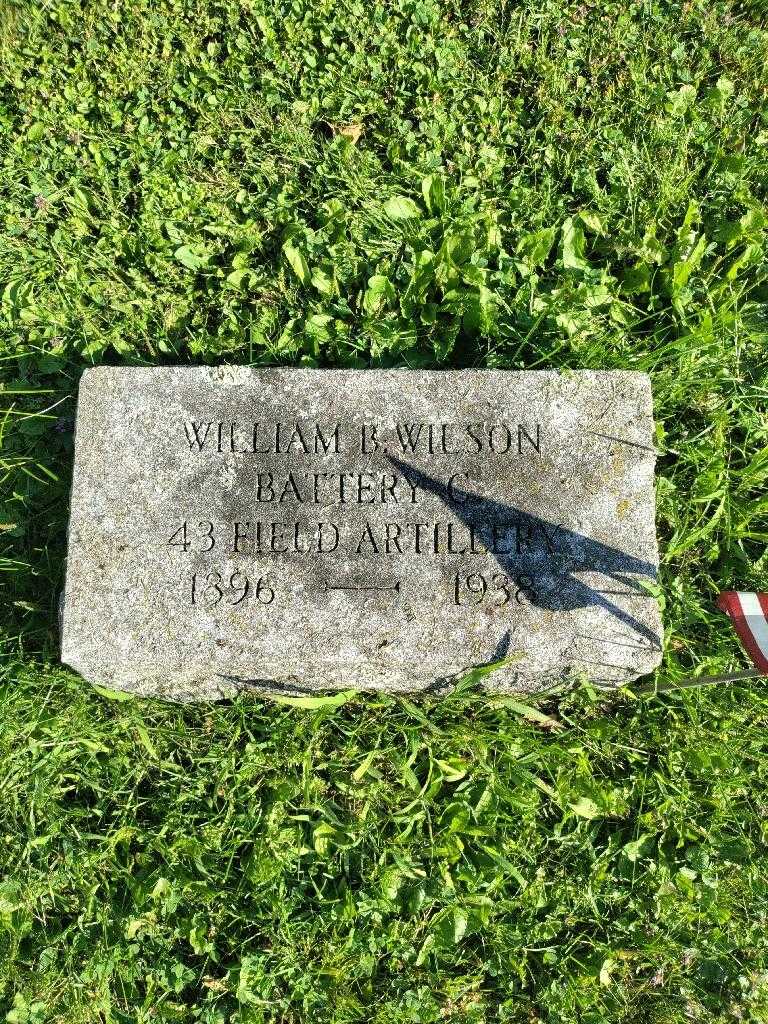 WILLIAM B. WILSON
BATTERY C
43 FIELD ARTILLERY
1896 — 1938